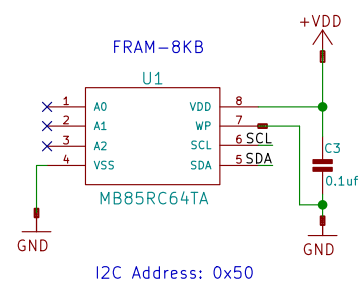 +VDD
FRAM-8KB
U1
1 A0 VDD 8
2 A1 WP 7
3 A2 SCL 6 SCL
4 VSS SDA 5 SDA
C3
0.1uf
MB85RC64TA
GND
GND
I2C Address: 0x50